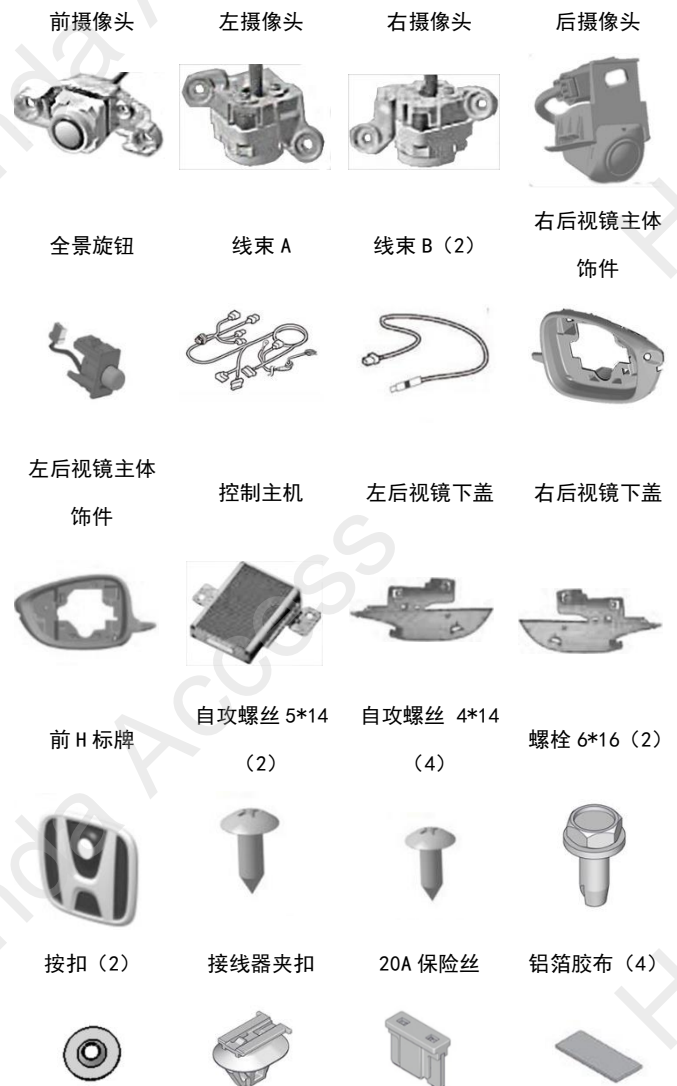 前摄像头 左摄像头 右摄像头 后摄像头
全景旋钮 线束 A 线束 B（2） 右后视镜主体
饰件
左后视镜主体
饰件
控制主机 左后视镜下盖 右后视镜下盖
前 H 标牌 自攻螺丝 5*14
（2）
自攻螺丝 4*14
（4）
螺栓 6*16（2）
按扣（2） 接线器夹扣 20A 保险丝 铝箔胶布（4）
Honda Access